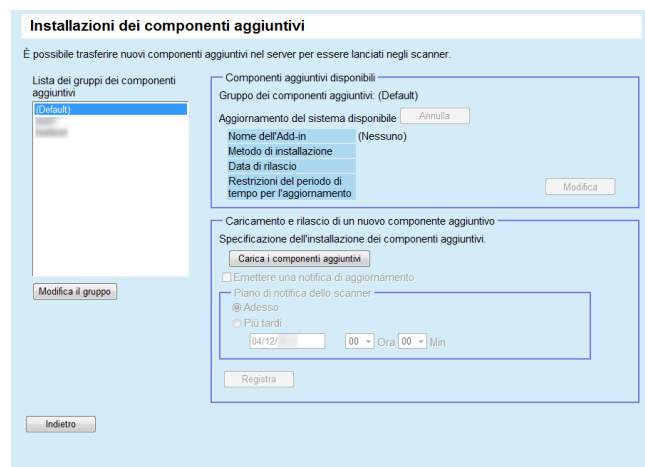 Installazioni dei componenti aggiuntivi
È possibile trasferire nuovi componenti aggiuntivi nel server per essere lanciati negli scanner.
Lista dei gruppi dei componenti
aggiuntivi
(Default)
Modifica il gruppo
Componenti aggiuntivi disponibili
Gruppo dei componenti aggiuntivi: (Default)
Aggiornamento del sistema disponibile Annulla
Nome dell'Add-in (Nessuno)
Metodo di installazione
Data di rilascio
Restrizioni del periodo di
tempo per l'aggiornamento
Modifica
Caricamento e rilascio di un nuovo componente aggiuntivo
Specificazione dell'installazione dei componenti aggiuntivi.
Carica i componenti aggiuntivi
Emettere una notifica di aggiornamento
Piano di notifica dello scanner
Adesso
Più tardi
04/12/ 00 Ora 00 Min
Registra
Indietro